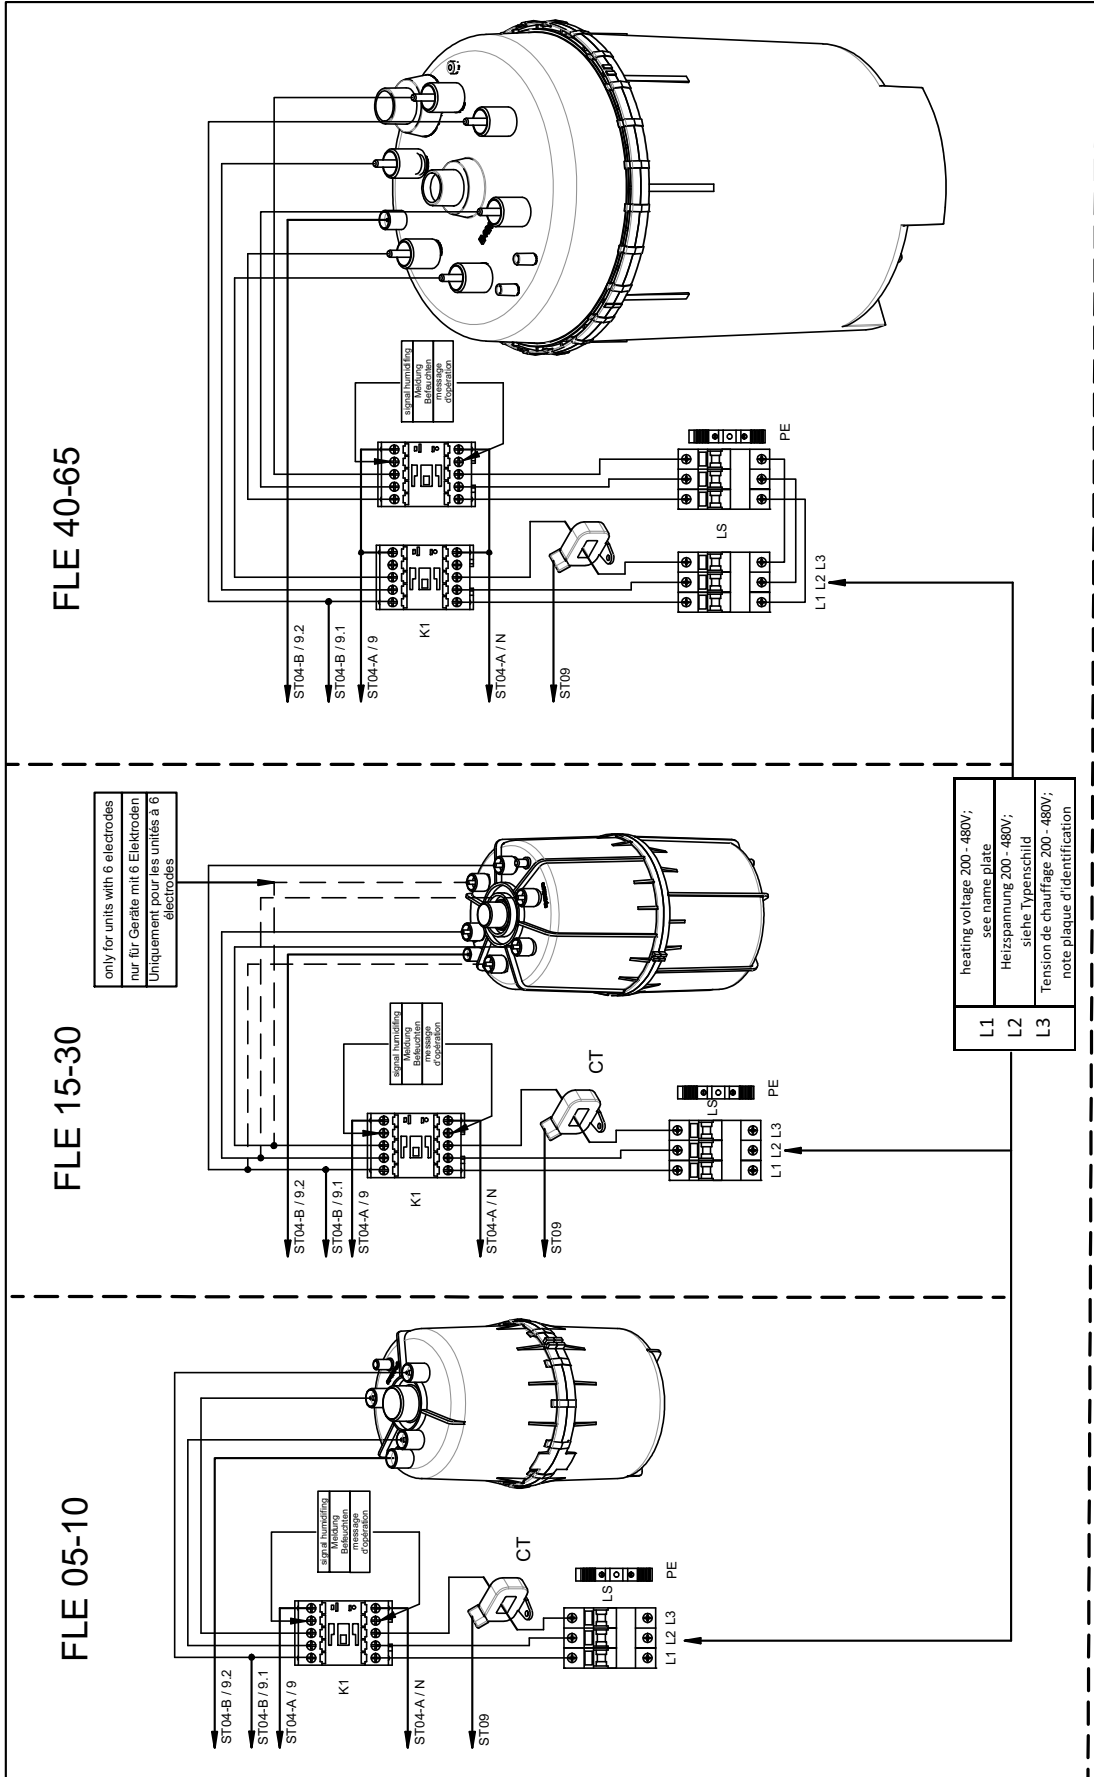 FLE 05-10
ST04-B / 9.2
ST04-B / 9.1
ST04-A / 9
K1
signal humidifing
Meldung
Befeuchten
message
d'opération
ST04-A / N
ST09
CT
LS
PE
L1 L2 L3
FLE 15-30
only for units with 6 electrodes
nur für Geräte mit 6 Elektroden
Uniquement pour les unités à 6
électrodes
ST04-B / 9.2
ST04-B / 9.1
ST04-A / 9
K1
signal humidifing
Meldung
Befeuchten
message
d'opération
ST04-A / N
ST09
CT
LS
PE
L1 L2 L3
FLE 40-65
ST04-B / 9.2
ST04-B / 9.1
ST04-A / 9
K1
signal humidifing
Meldung
Befeuchten
message
d'opération
ST04-A / N
ST09
LS
PE
L1 L2 L3
L1
L2
L3
heating voltage 200 - 480V;
see name plate
Heizspannung 200 - 480V;
siehe Typenschild
Tension de chauffage 200 - 480V;
note plaque d'identification